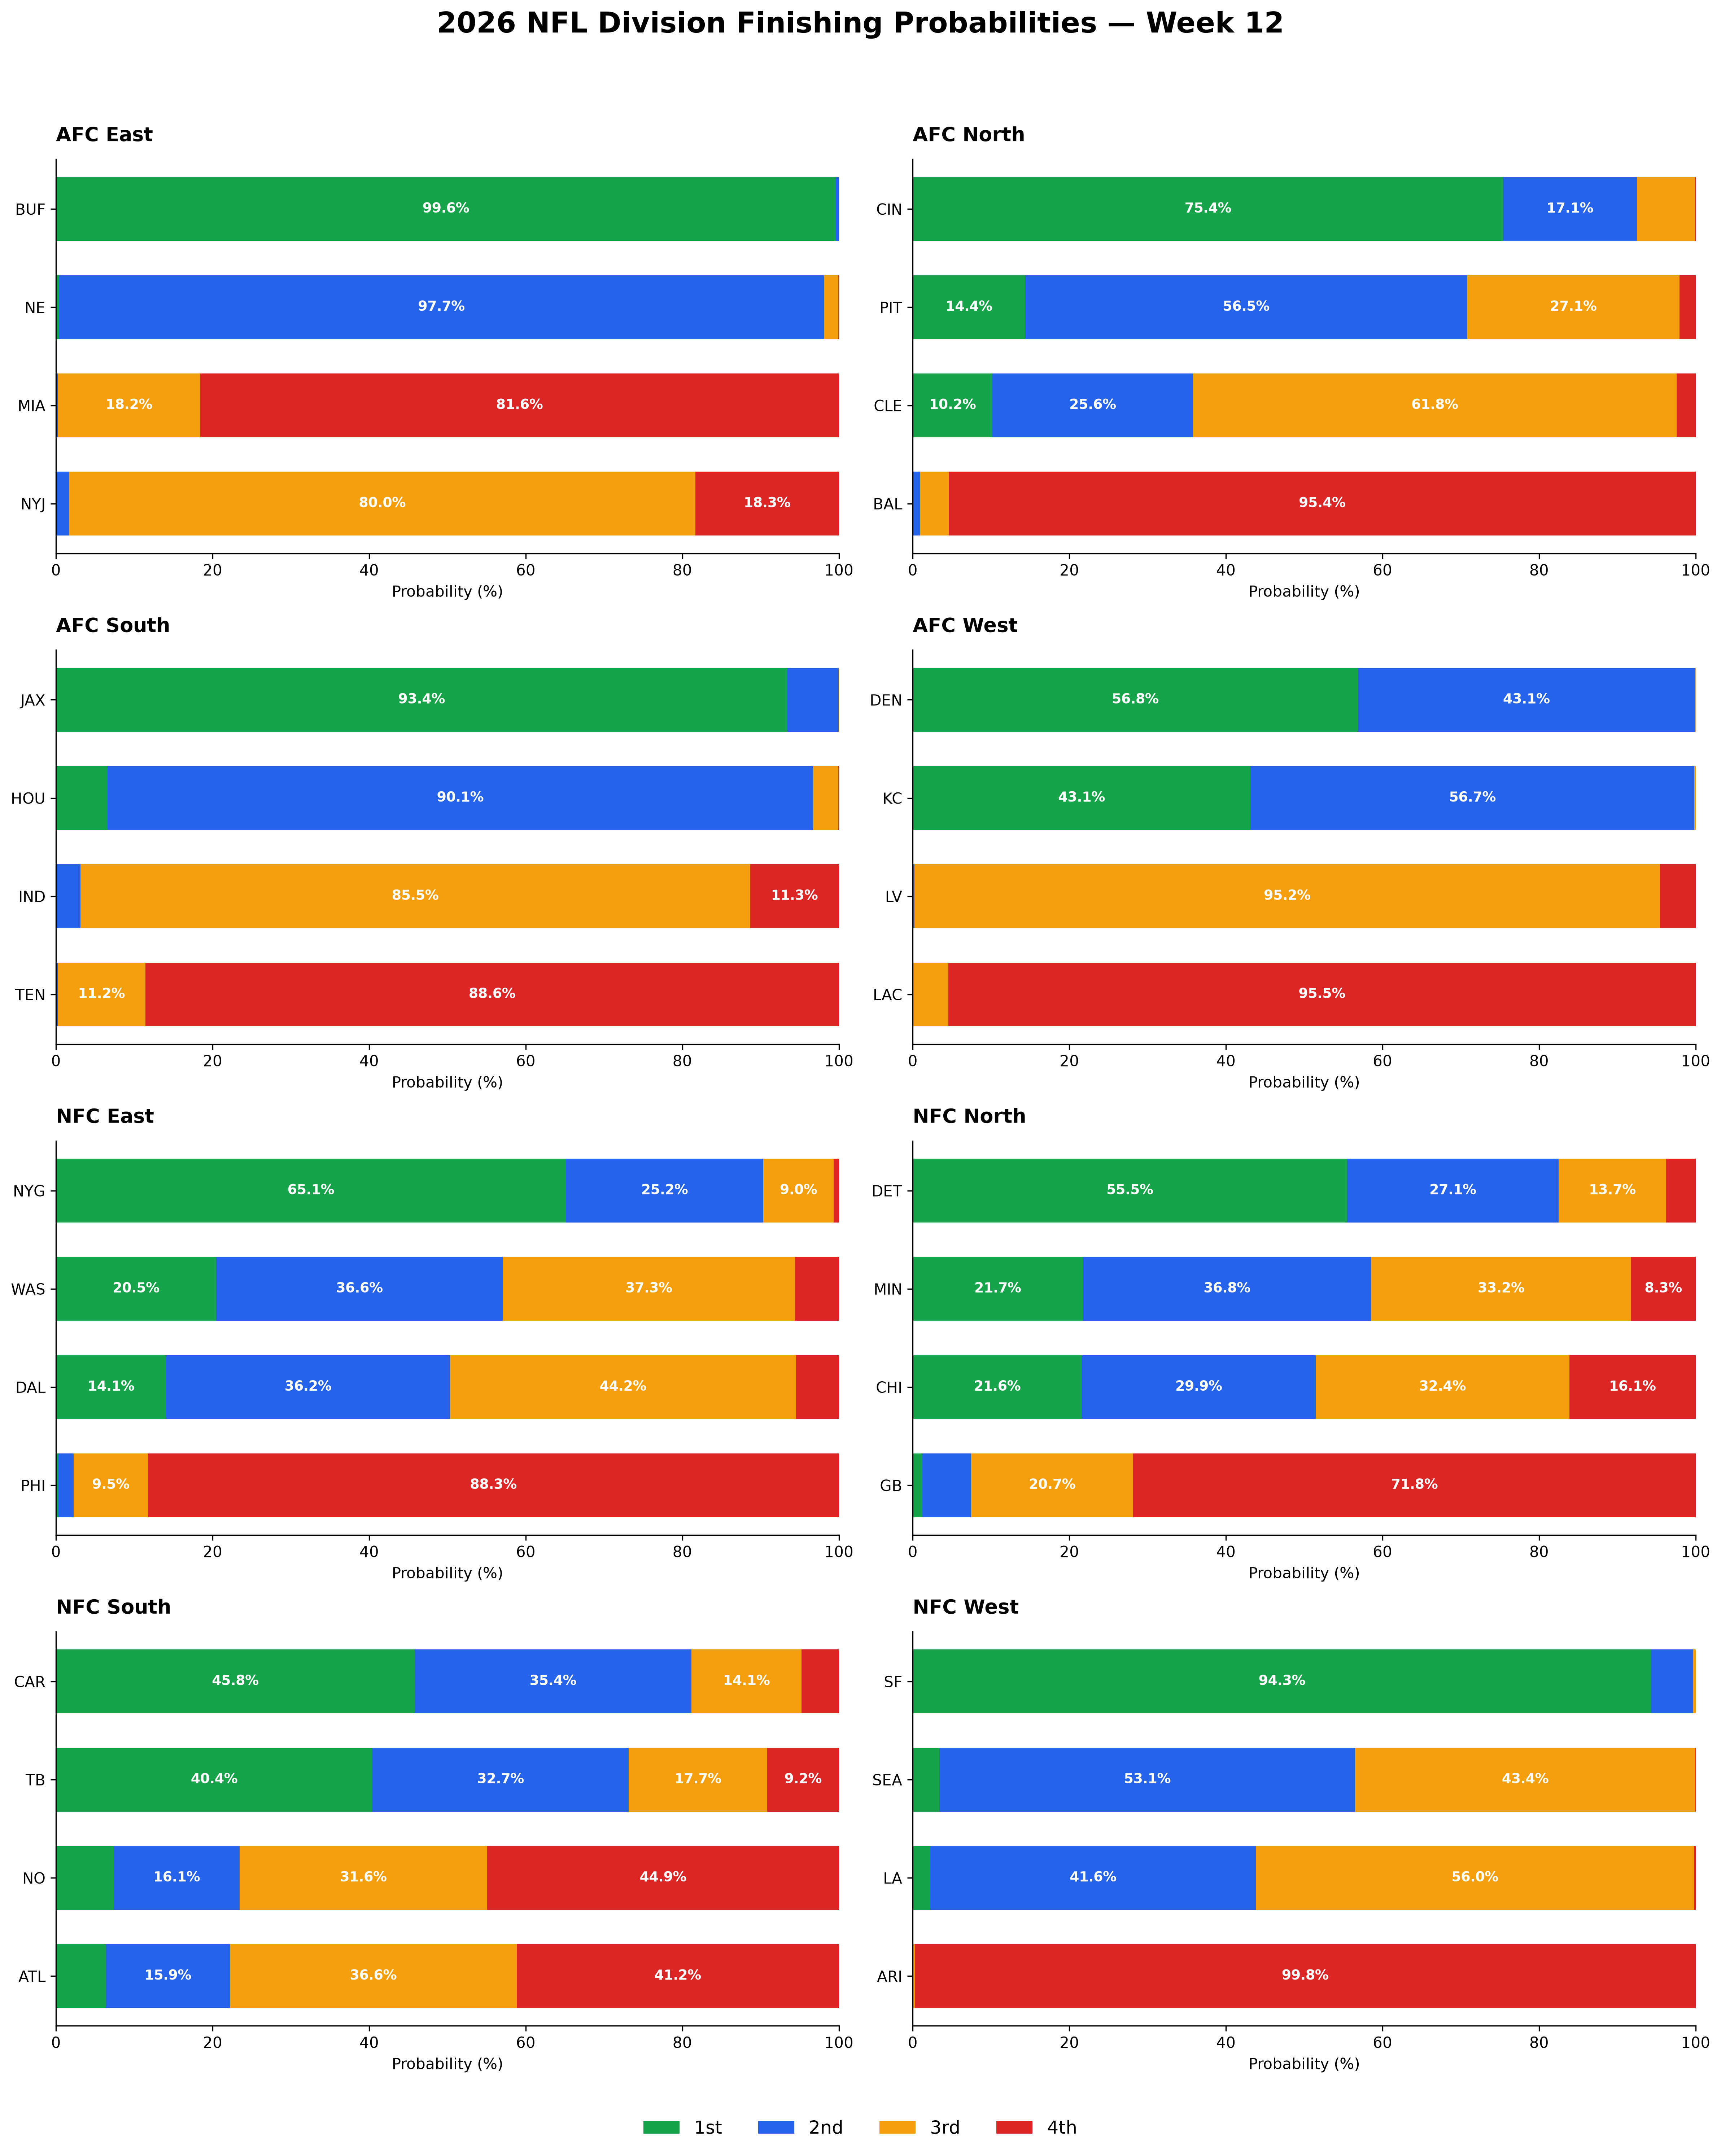 2026 NFL Division Finishing Probabilities — Week 12
AFC East
BUF 99.6%
NE 97.7%
MIA 18.2% 81.6%
NYJ 80.0% 18.3%
0 20 40 60 80 100
Probability (%)
AFC North
CIN 75.4% 17.1%
PIT 14.4% 56.5% 27.1%
CLE 10.2% 25.6% 61.8%
BAL 95.4%
0 20 40 60 80 100
Probability (%)
AFC South
JAX 93.4%
HOU 90.1%
IND 85.5% 11.3%
TEN 11.2% 88.6%
0 20 40 60 80 100
Probability (%)
AFC West
DEN 56.8% 43.1%
KC 43.1% 56.7%
LV 95.2%
LAC 95.5%
0 20 40 60 80 100
Probability (%)
NFC East
NYG 65.1% 25.2% 9.0%
WAS 20.5% 36.6% 37.3%
DAL 14.1% 36.2% 44.2%
PHI 9.5% 88.3%
0 20 40 60 80 100
Probability (%)
NFC North
DET 55.5% 27.1% 13.7%
MIN 21.7% 36.8% 33.2% 8.3%
CHI 21.6% 29.9% 32.4% 16.1%
GB 20.7% 71.8%
0 20 40 60 80 100
Probability (%)
NFC South
CAR 45.8% 35.4% 14.1%
TB 40.4% 32.7% 17.7% 9.2%
NO 16.1% 31.6% 44.9%
ATL 15.9% 36.6% 41.2%
0 20 40 60 80 100
Probability (%)
NFC West
SF 94.3%
SEA 53.1% 43.4%
LA 41.6% 56.0%
ARI 99.8%
0 20 40 60 80 100
Probability (%)
1st 2nd 3rd 4th